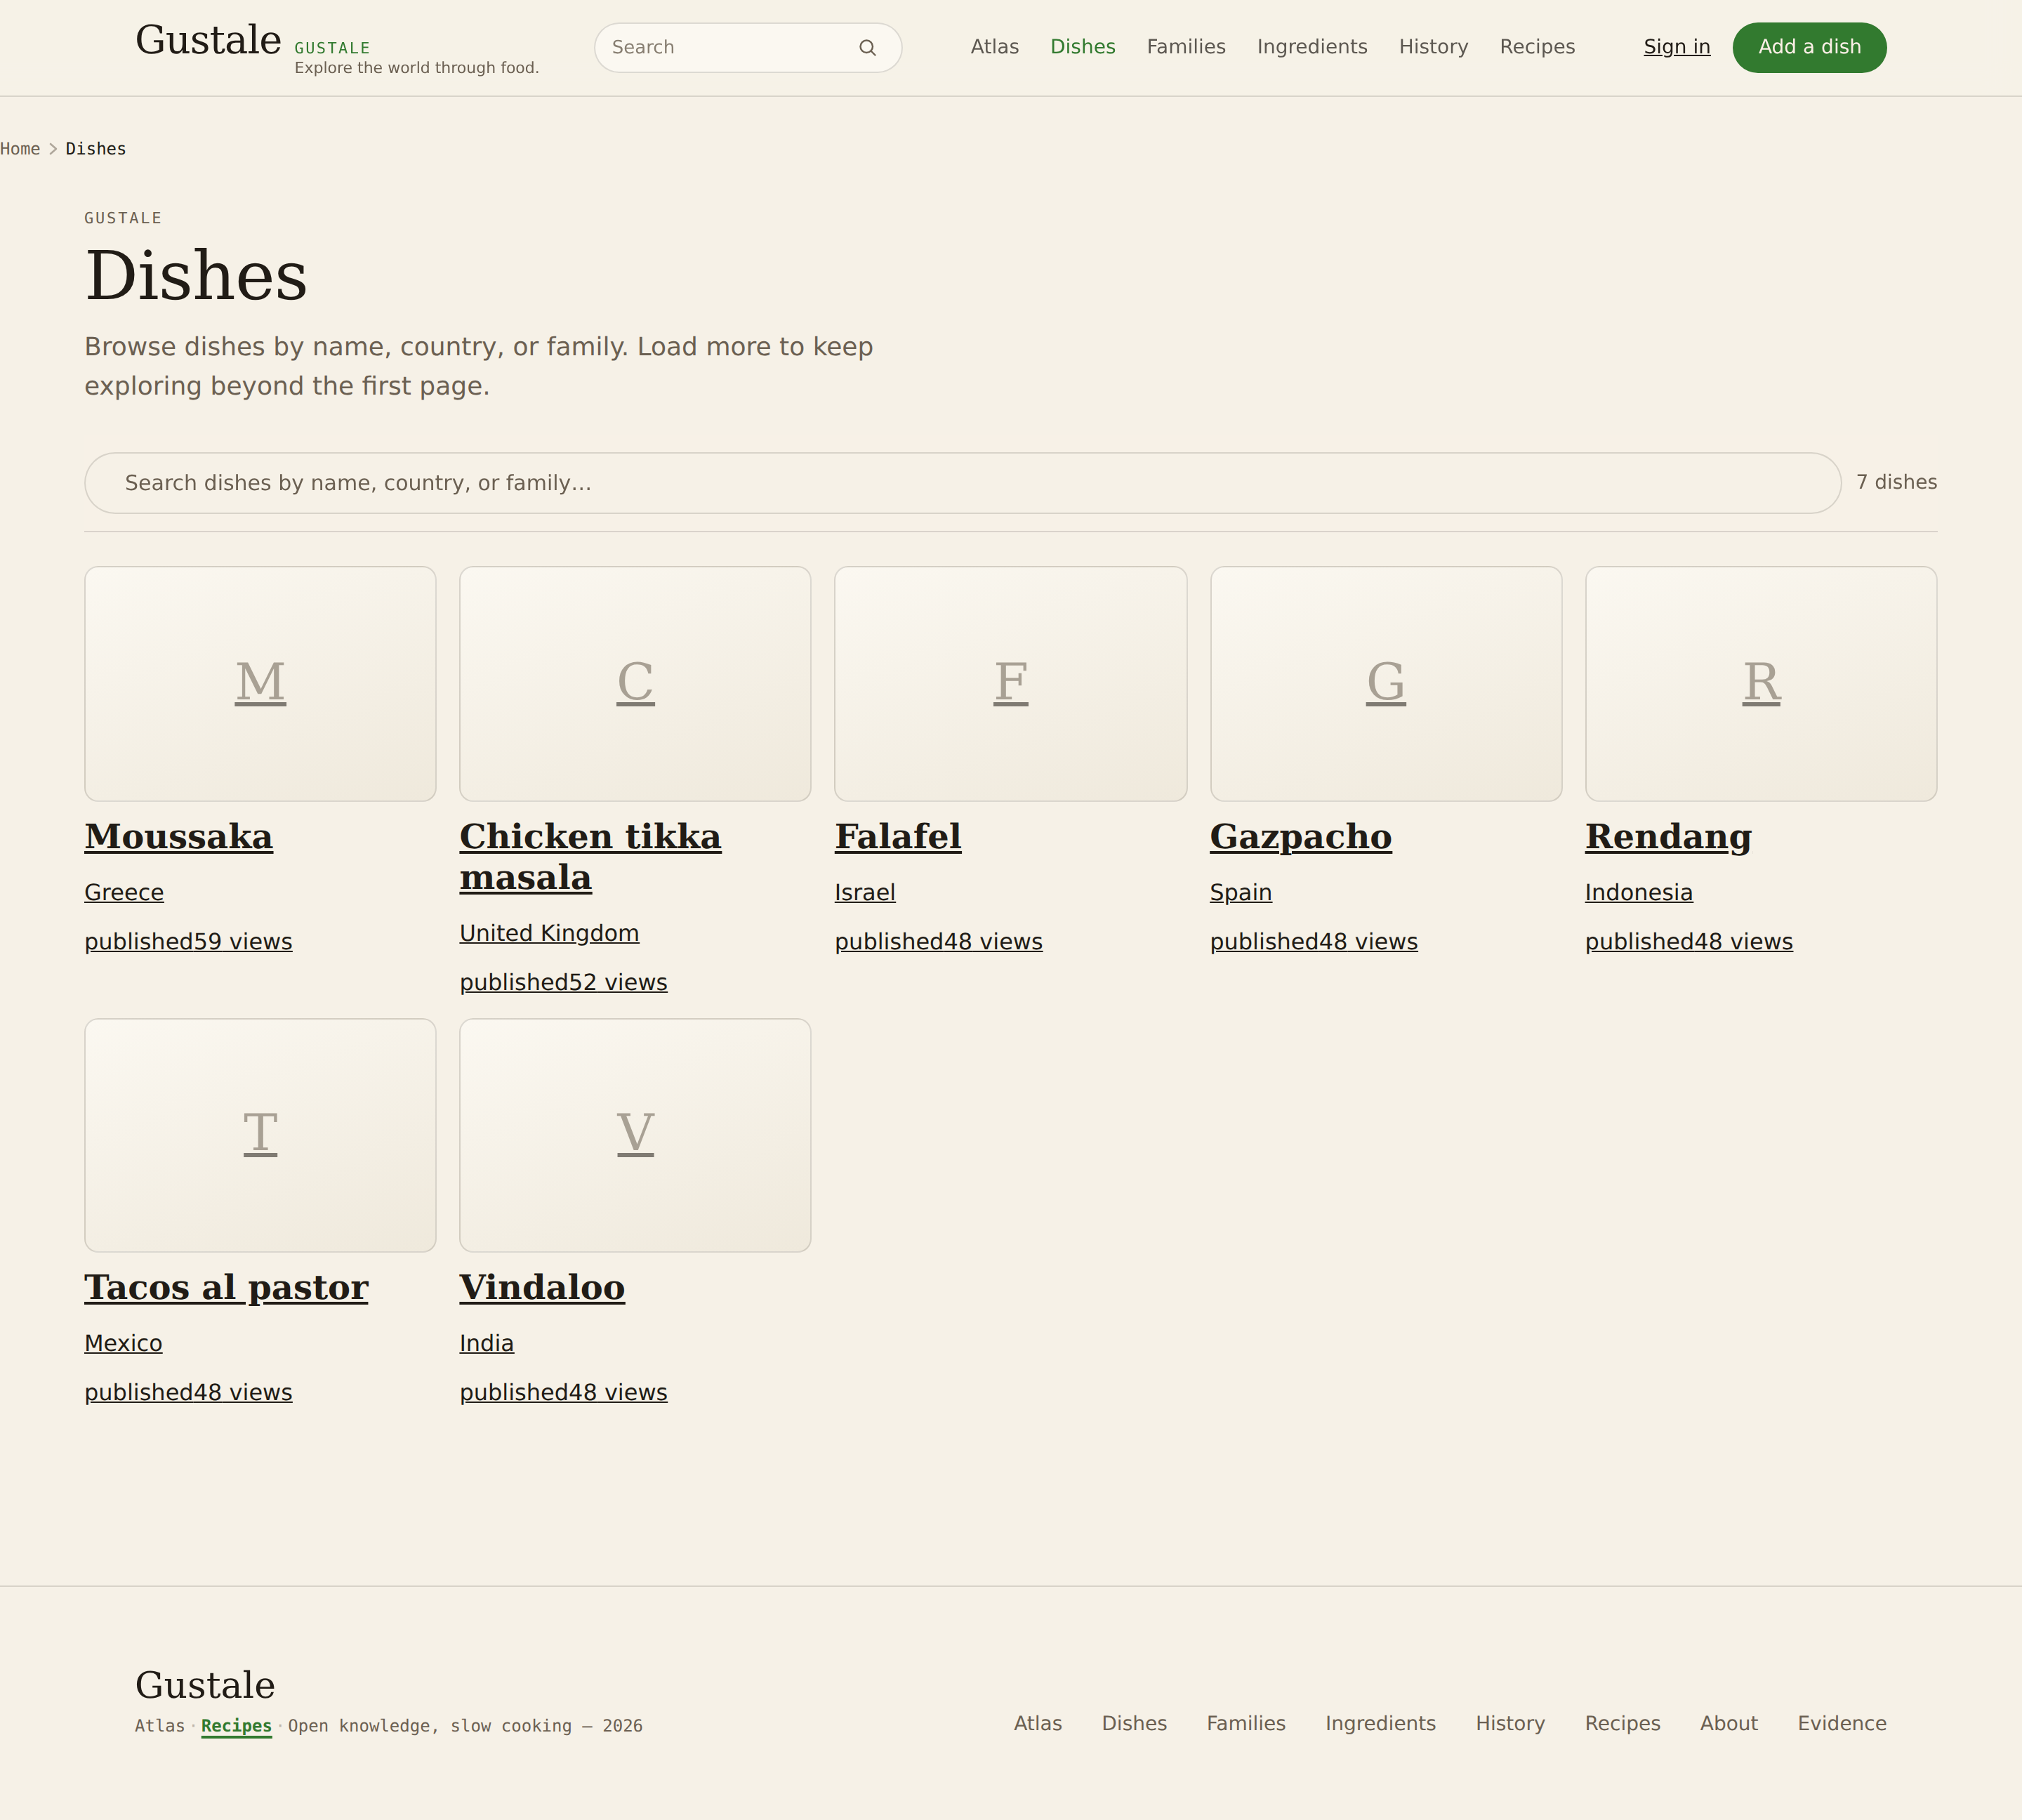 Gustale
GUSTALE
Explore the world through food.
Search
Atlas Dishes Families Ingredients History Recipes
Sign in
Add a dish
Home > Dishes
GUSTALE
Dishes
Browse dishes by name, country, or family. Load more to keep
exploring beyond the first page.
Search dishes by name, country, or family…
7 dishes
M
Moussaka
Greece
published59 views
C
Chicken tikka
masala
United Kingdom
published52 views
F
Falafel
Israel
published48 views
G
Gazpacho
Spain
published48 views
R
Rendang
Indonesia
published48 views
T
Tacos al pastor
Mexico
published48 views
V
Vindaloo
India
published48 views
Gustale
Atlas · Recipes · Open knowledge, slow cooking — 2026
Atlas Dishes Families Ingredients History Recipes About Evidence